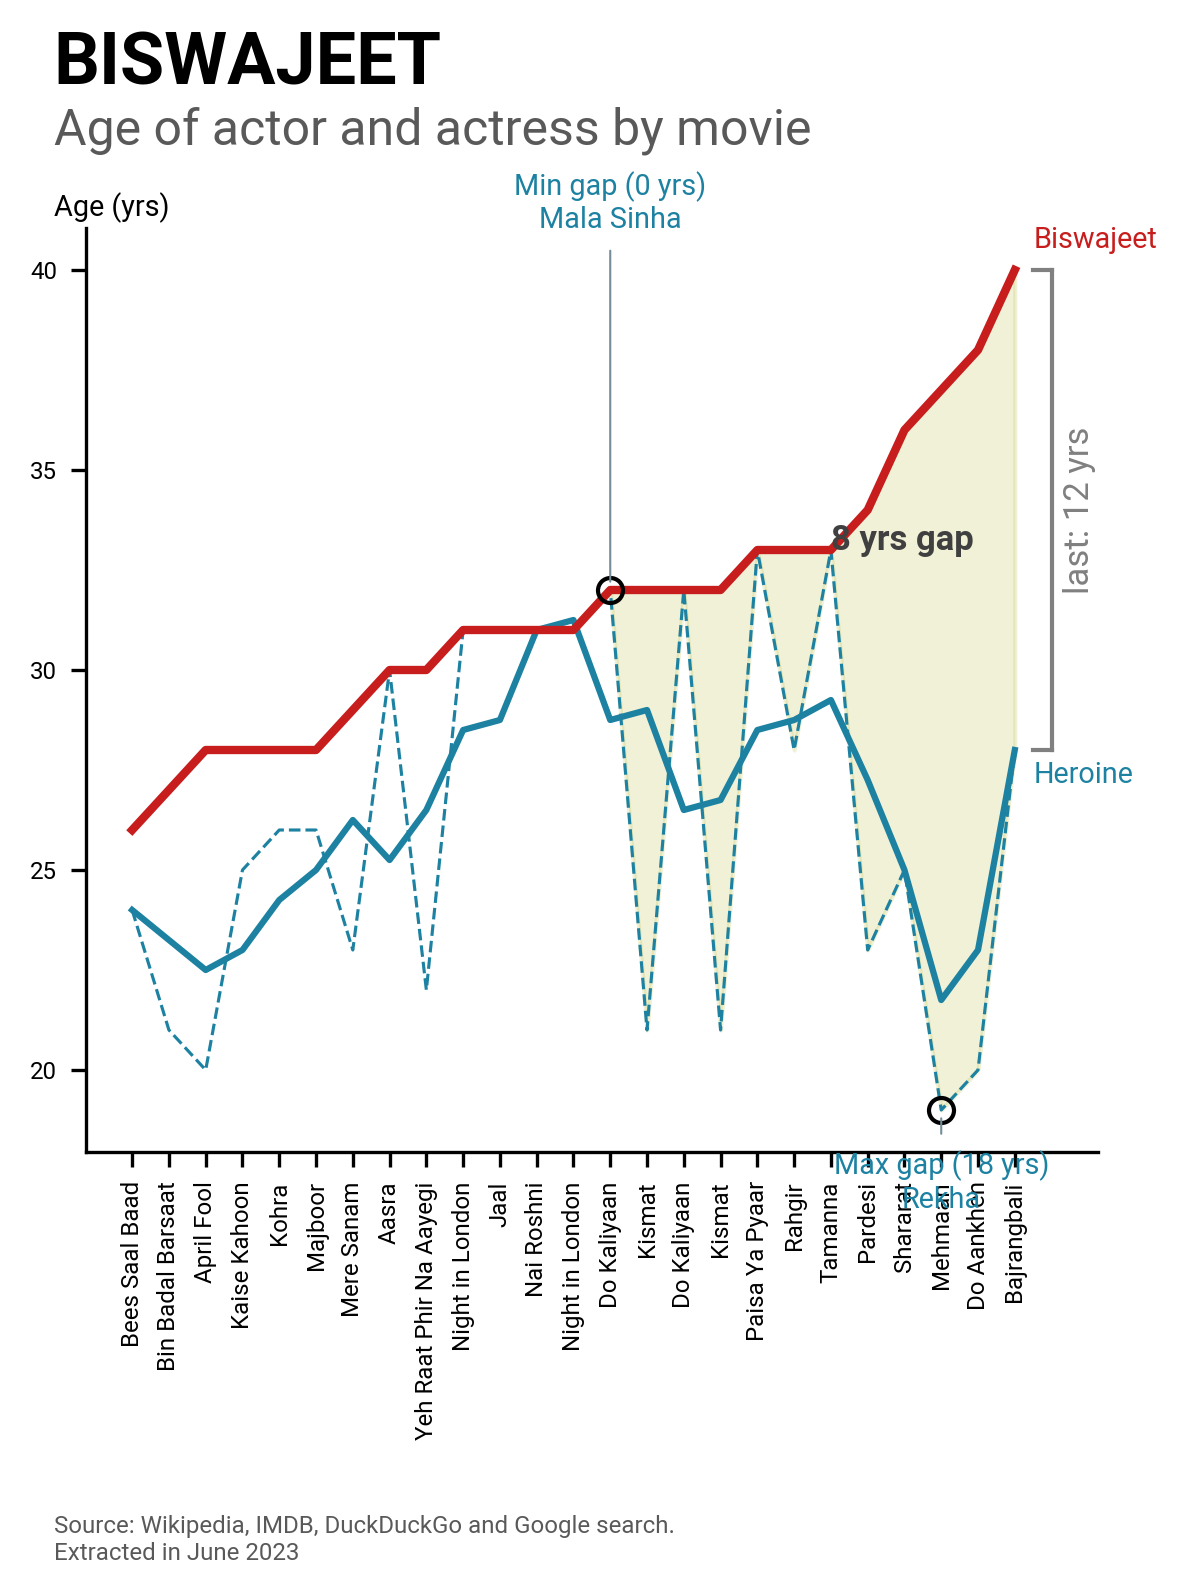 BISWAJEET
Age of actor and actress by movie
Min gap (0 yrs)
Mala Sinha
Age (yrs)
Biswajeet
40
35
30
25
20
8 yrs gap
last: 12 yrs
Heroine
Max gap (18 yrs)
Rekha
Bees Saal Baad
Bin Badal Barsaat
April Fool
Kaise Kahoon
Kohra
Majboor
Mere Sanam
Aasra
Yeh Raat Phir Na Aayegi
Night in London
Jaal
Nai Roshni
Night in London
Do Kaliyaan
Kismat
Do Kaliyaan
Kismat
Paisa Ya Pyaar
Rahgir
Tamanna
Pardesi
Shararat
Mehmaan
Do Aankhen
Bajrangbali
Source: Wikipedia, IMDB, DuckDuckGo and Google search.
Extracted in June 2023